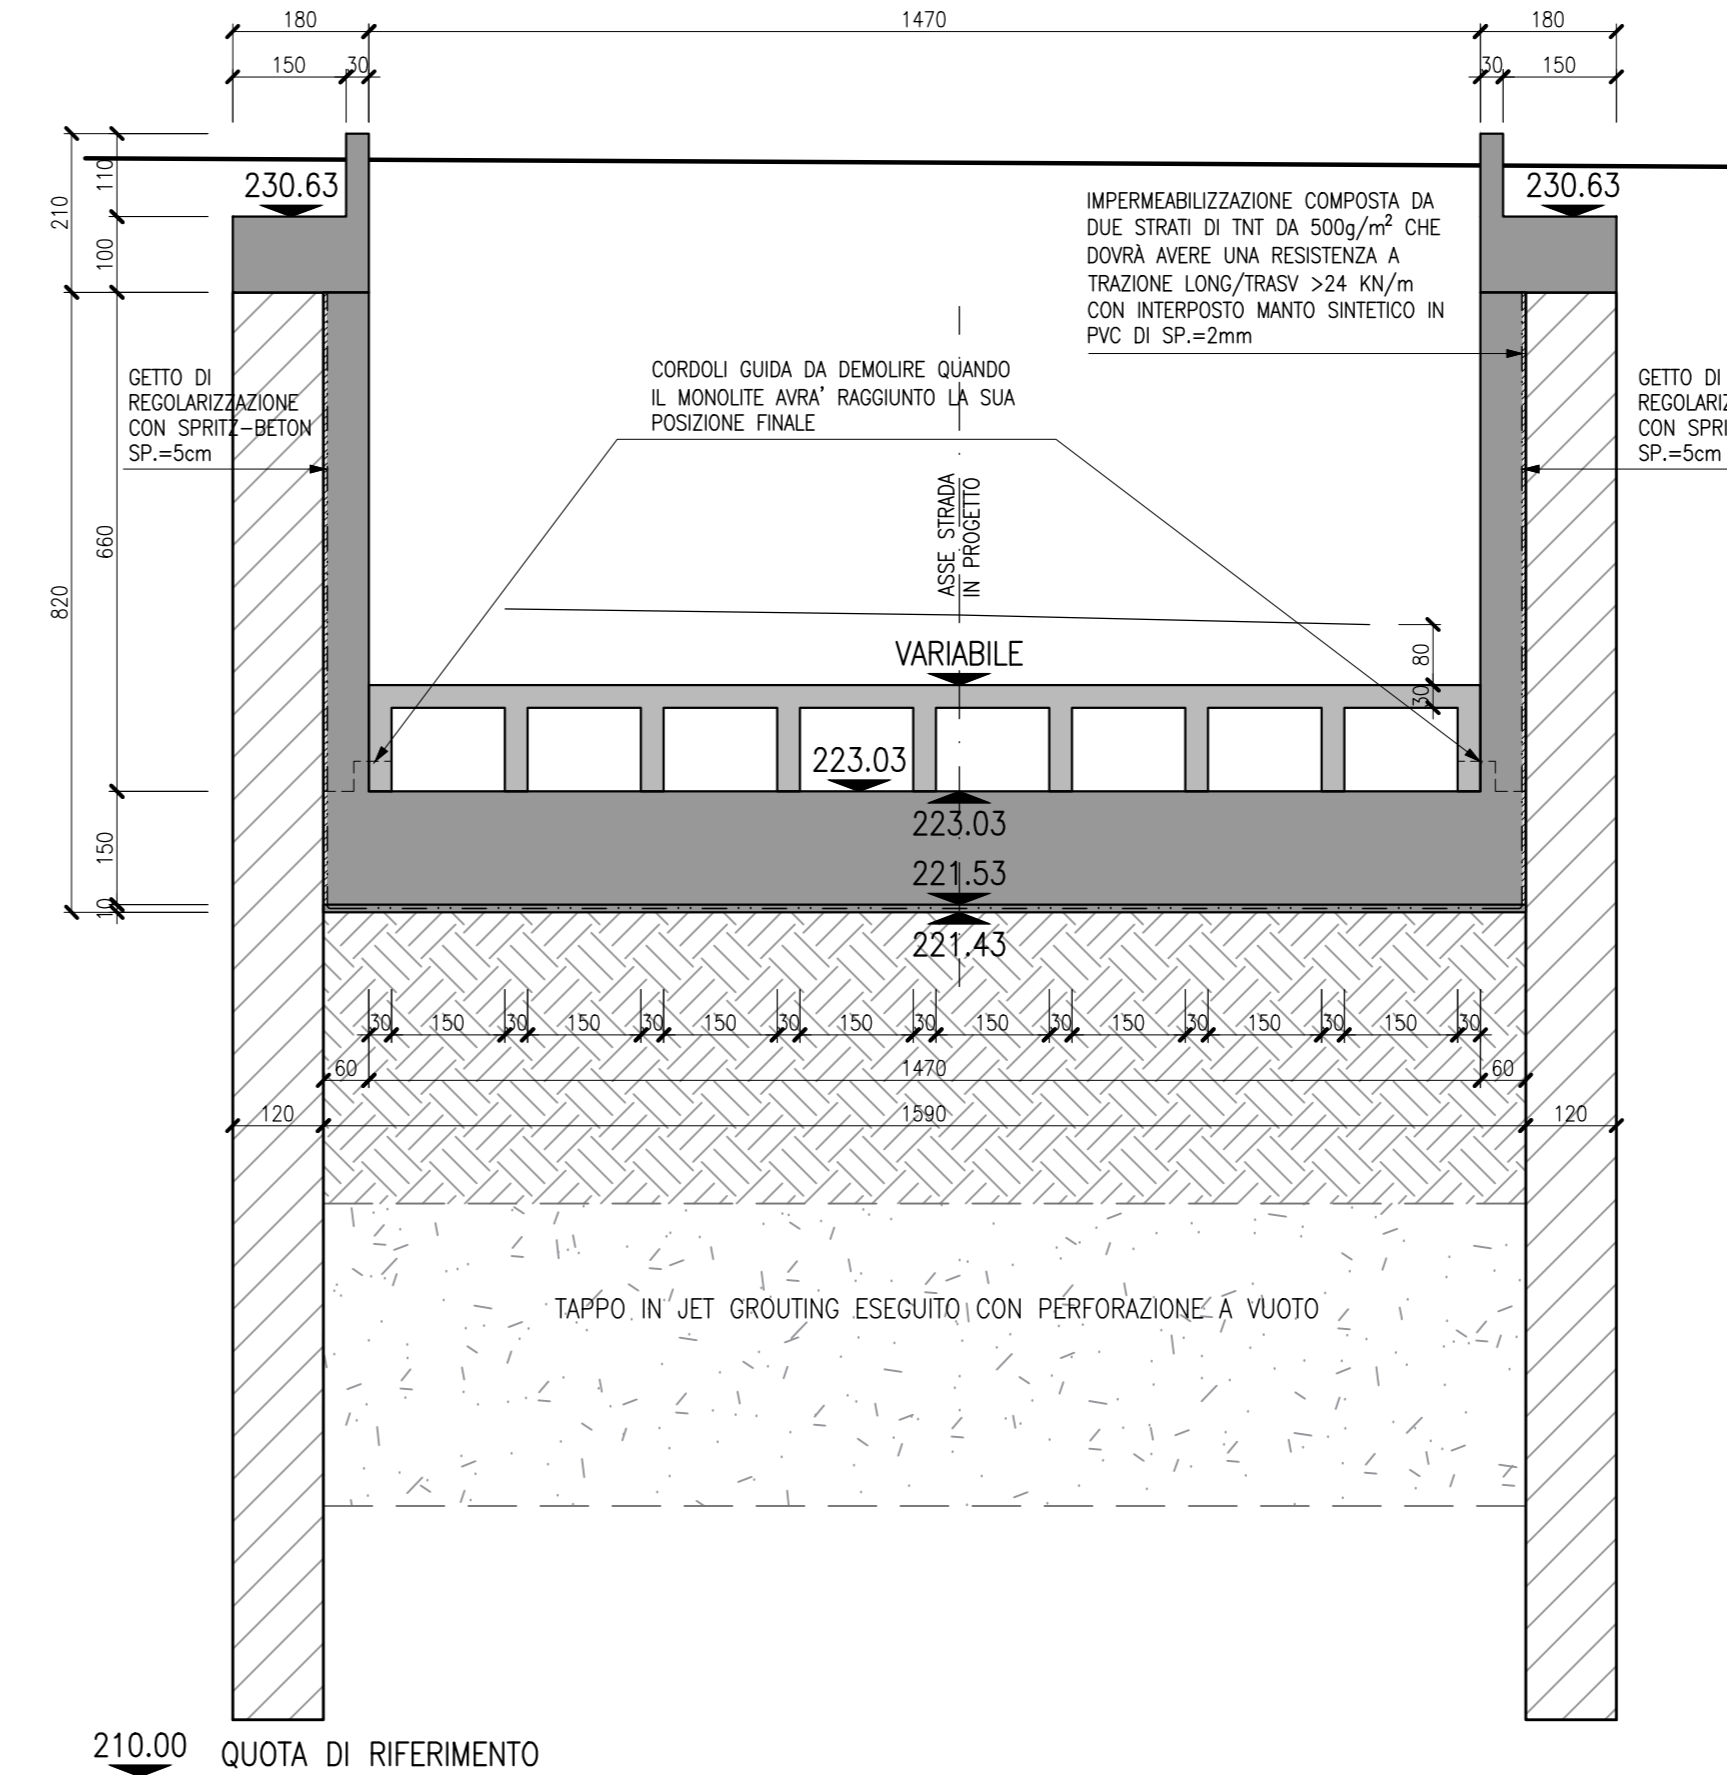 180 1470 180
150 30 30 150
110
210
100
230.63 230.63
IMPERMEABILIZZAZIONE COMPOSTA DA
DUE STRATI DI TNT DA 500g/m² CHE
DOVRÀ AVERE UNA RESISTENZA A
TRAZIONE LONG/TRASV >24 KN/m
CON INTERPOSTO MANTO SINTETICO IN
PVC DI SP.=2mm
GETTO DI
REGOLARIZZAZIONE
CON SPRITZ-BETON
SP.=5cm
CORDOLI GUIDA DA DEMOLIRE QUANDO
IL MONOLITE AVRA' RAGGIUNTO LA SUA
POSIZIONE FINALE
GETTO DI
REGOLARIZ
CON SPRI
SP.=5cm
ASSE STRADA
IN PROGETTO
660
820
150
10
VARIABILE
80
30
223.03
223.03
221.53
221.43
30 150 30 150 30 150 30 150 30 150 30 150 30 150 30 150 30
60 1470 60
120 1590 120
TAPPO IN JET GROUTING ESEGUITO CON PERFORAZIONE A VUOTO
210.00 QUOTA DI RIFERIMENTO